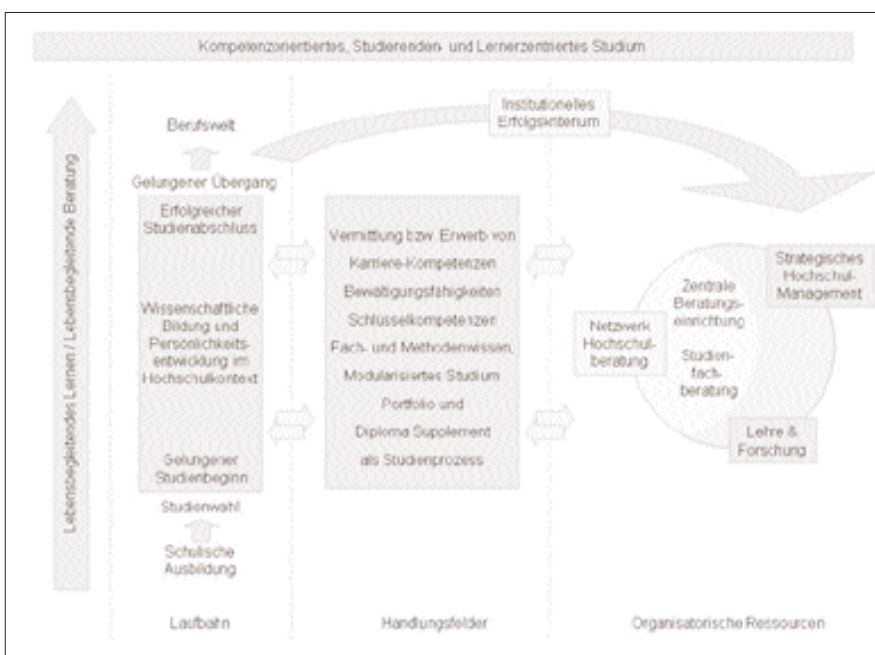 Kompetenzorientiertes, Studierenden- und Lernerzentriertes Studium
Lebensbegleitendes Lernen / Lebensbegleitende Beratung
Berufswelt
Gelungener Übergang
Erfolgreicher
Studienabschluss
Wissenschaftliche
Bildung und
Persönlichkeits
entwicklung im
Hochschulkontext
Gelungener
Studienbeginn
Studienwahl
Schulische
Ausbildung
Laufbahn
Vermittlung bzw. Erwerb von
Karriere-Kompetenzen
Bewältigungsfähigkeiten
Schlüsselkompetenzen
Fach- und Methodenwissen,
Modularisiertes Studium
Portfolio und
Diploma Supplement
als Studienprozess
Handlungsfelder
Institutionelles
Erfolgskriterium
Strategisches
Hochschul-
Management
Zentrale
Beratungs-
einrichtung
Netzwerk
Hochschul-
beratung
Studien-
fach-
beratung
Lehre &
Forschung
Organisatorische Ressourcen